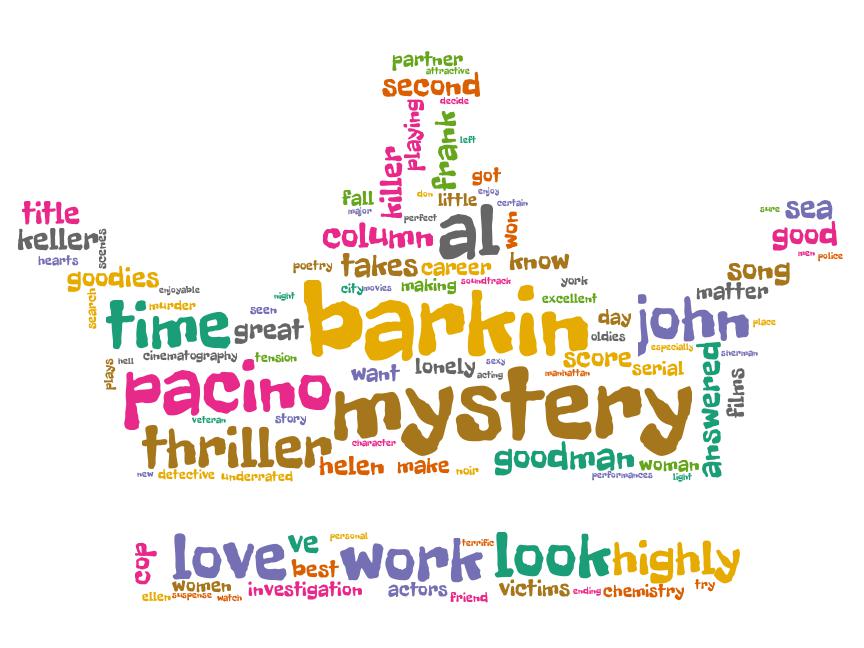 partner
attractive
second
decide
playing
frank
left
killer
got
enjoy
don
little
certain
fall
major
perfect
al
won
column
title
keller
scenes
hearts
goodies
search
enjoyable
murder
sure
sea
good
men
police
song
matter
poetry
takes
career
know
night
city
movies
making
soundtrack
york
excellent
seen
time
great
barkin
day
oldies
john
place
plays
hell
cinematography
tension
want
lonely
sexy
acting
manhattan
score
especially
serial
sherman
answered
films
pacino
mystery
veteran
story
character
thriller
helen
make
noir
goodman
woman
performances
light
new
detective
underrated
cop
love
ve
personal
best
work
terrific
look
highly
women
ellen
suspense
watch
investigation
actors
friend
victims
ending
chemistry
try